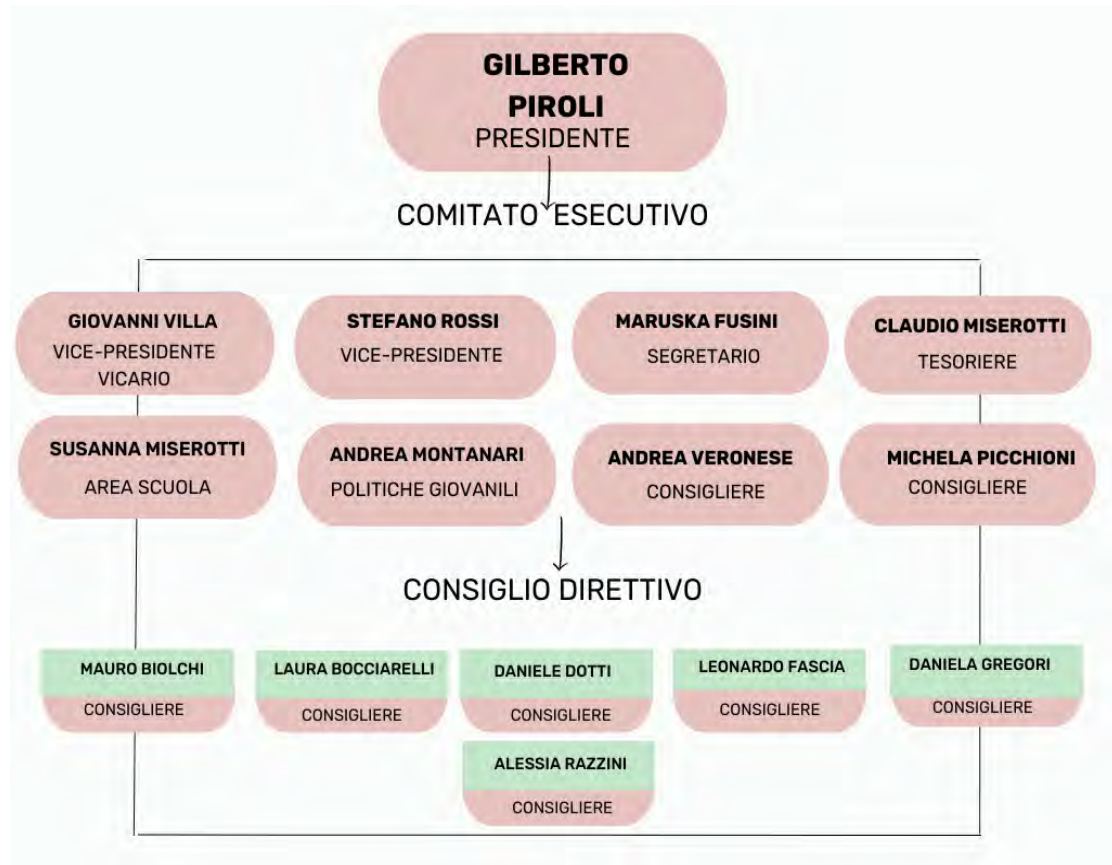 GILBERTO
PIROLI
PRESIDENTE
COMITATO ESECUTIVO
GIOVANNI VILLA
VICE-PRESIDENTE
VICARIO
STEFANO ROSSI
VICE-PRESIDENTE
MARUSKA FUSINI
SEGRETARIO
CLAUDIO MISEROTTI
TESORIERE
SUSANNA MISEROTTI
AREA SCUOLA
ANDREA MONTANARI
POLITICHE GIOVANILI
ANDREA VERONESE
CONSIGLIERE
MICHELA PICCHIONI
CONSIGLIERE
CONSIGLIO DIRETTIVO
MAURO BIOLCHI
CONSIGLIERE
LAURA BOCCIARELLI
CONSIGLIERE
DANIELE DOTTI
CONSIGLIERE
LEONARDO FASCIA
CONSIGLIERE
DANIELA GREGORI
CONSIGLIERE
ALESSIA RAZZINI
CONSIGLIERE